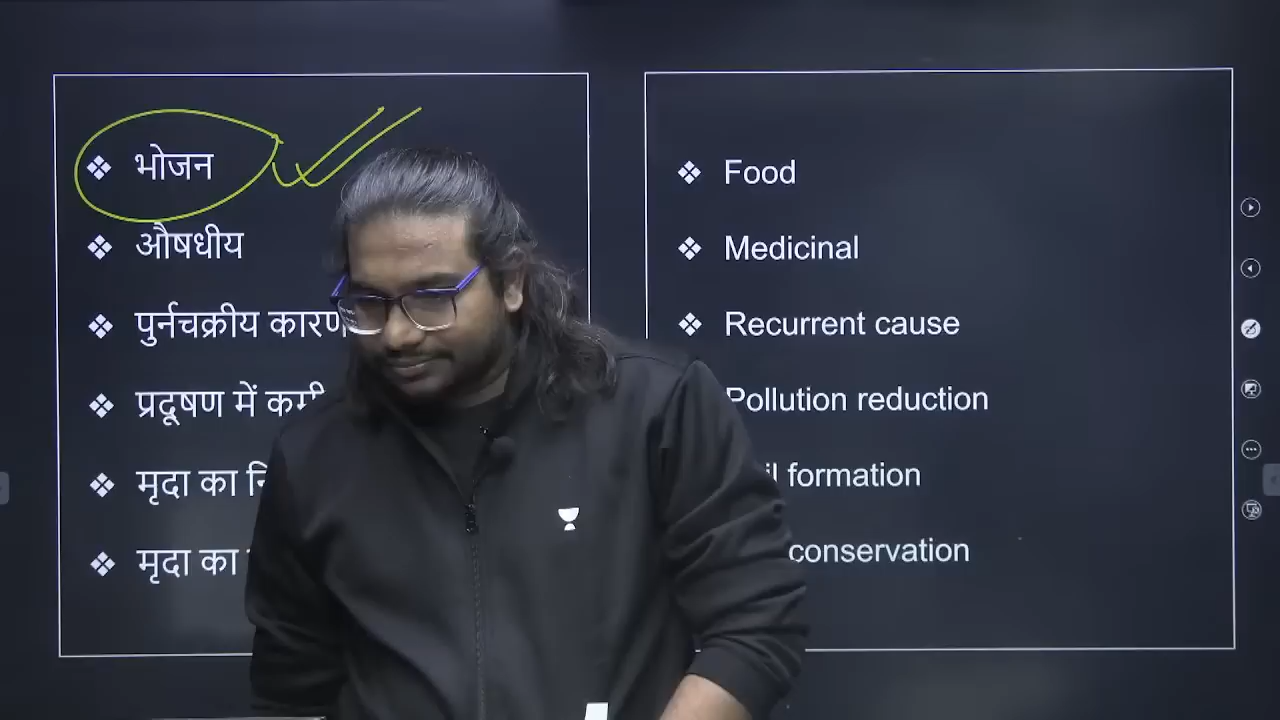 भोजन
औषधीय
पुर्नचक्रीय कारण
प्रदूषण में कमी
मृदा का
मृदा का
Food
Medicinal
Recurrent cause
Pollution reduction
formation
conservation